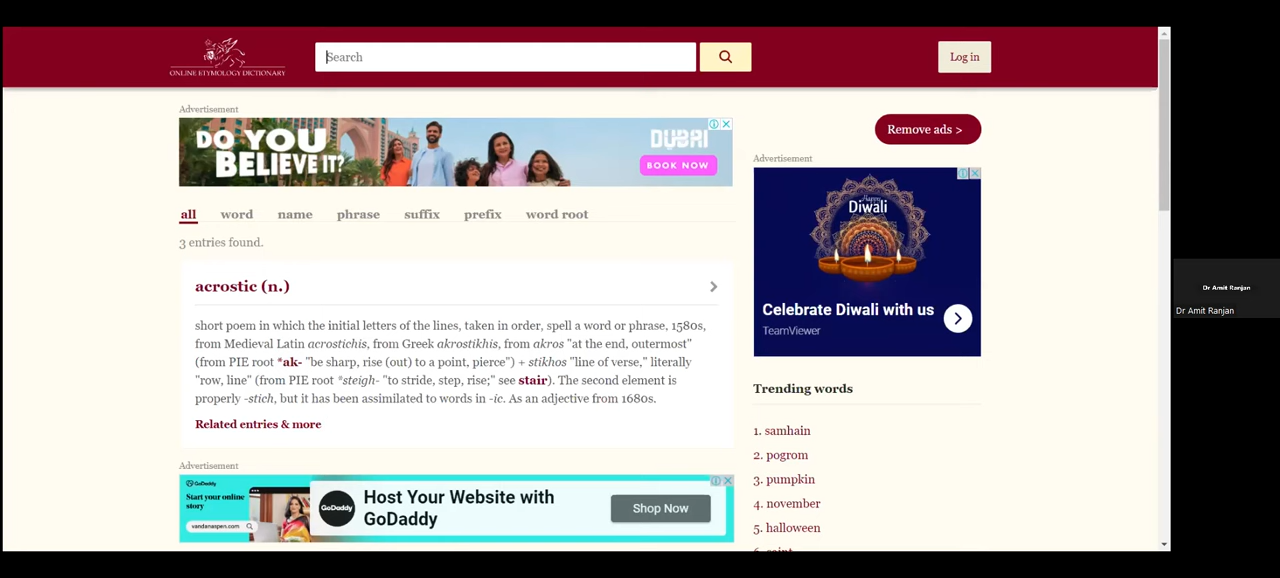 ONLINE ETYMOLOGY DICTIONARY
Search
Log in
Advertisement
DO YOU
BELIEVE IT?
DUBAI
BOOK NOW
Remove ads >
Advertisement
Happy
Diwali
Celebrate Diwali with us
TeamViewer
all word name phrase suffix prefix word root
3 entries found.
acrostic (n.)
short poem in which the initial letters of the lines, taken in order, spell a word or phrase, 1580s,
from Medieval Latin acrostichis, from Greek akrostikhis, from akros "at the end, outermost"
(from PIE root *ak- "be sharp, rise (out) to a point, pierce") + stikhos "line of verse," literally
"row, line" (from PIE root *steigh- "to stride, step, rise;" see stair). The second element is
properly -stich, but it has been assimilated to words in -ic. As an adjective from 1680s.
Related entries & more
Trending words
1. samhain
2. pogrom
3. pumpkin
4. november
5. halloween
6. saint
Advertisement
GoDaddy
Start your online
story
vandanaspen.com
GoDaddy
Host Your Website with
GoDaddy
Shop Now
Dr Amit Ranjan
Dr Amit Ranjan